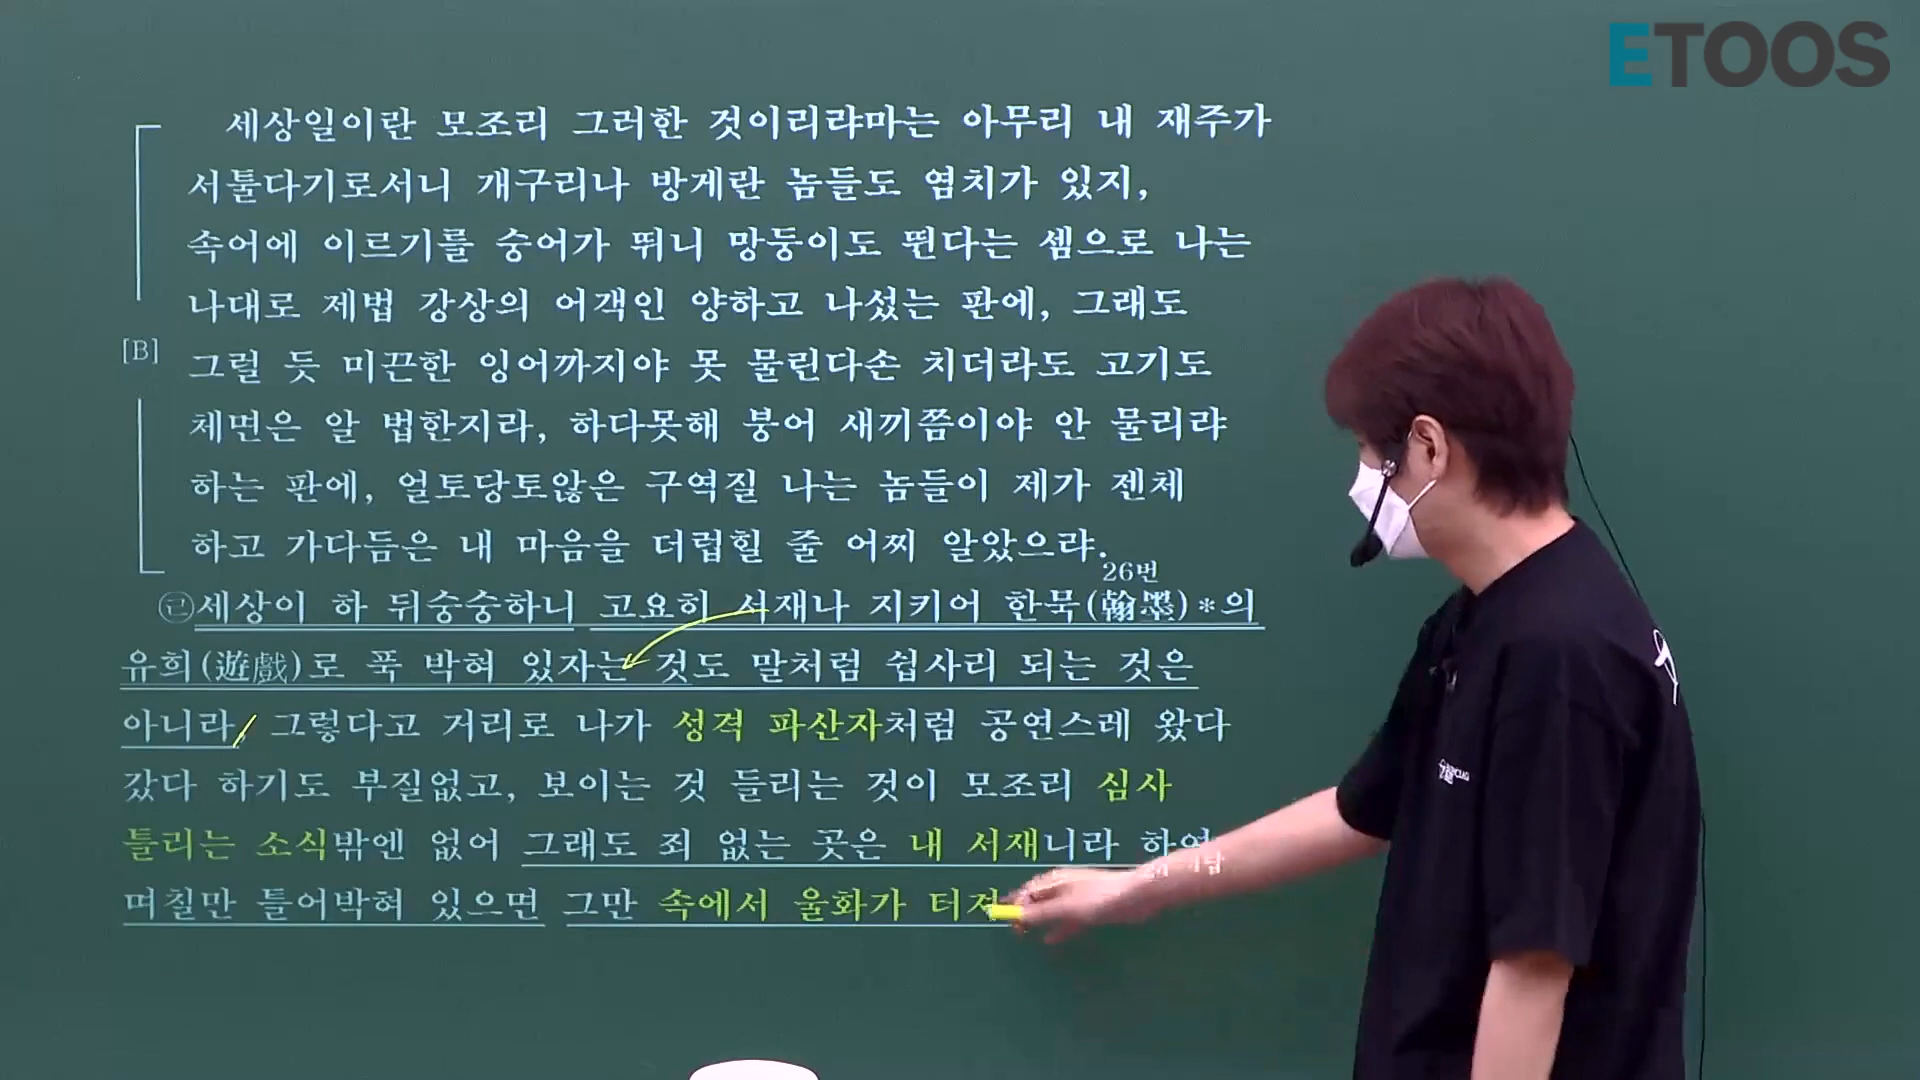 ETOOS
세상일이란 모조리 그러한 것이리랴마는 아무리 내 재주가
서툴다기로서니 개구리나 방게란 놈들도 염치가 있지,
속어에 이르기를 숭어가 뛰니 망둥이도 뛴다는 셈으로 나는
나대로 제법 강상의 어객인 양하고 나섰는 판에, 그래도
[B]
그럴 듯 미끈한 잉어까지야 못 물린다손 치더라도 고기도
체면은 알 법한지라, 하다못해 붕어 새끼쯤이야 안 물리랴
하는 판에, 얼토당토않은 구역질 나는 놈들이 제가 젠체
하고 가다듬은 내 마음을 더럽힐 줄 어찌 알았으랴.
26번
㉣세상이 하 뒤숭숭하니 고요히 서재나 지키어 한묵(翰墨)*의
유희(遊戲)로 푹 박혀 있자는 것도 말처럼 쉽사리 되는 것은
아니라, 그렇다고 거리로 나가 성격 파산자처럼 공연스레 왔다
갔다 하기도 부질없고, 보이는 것 들리는 것이 모조리 심사
틀리는 소식밖엔 없어 그래도 죄 없는 곳은 내 서재니라 하여
며칠만 틀어박혀 있으면 그만 속에서 울화가 터져